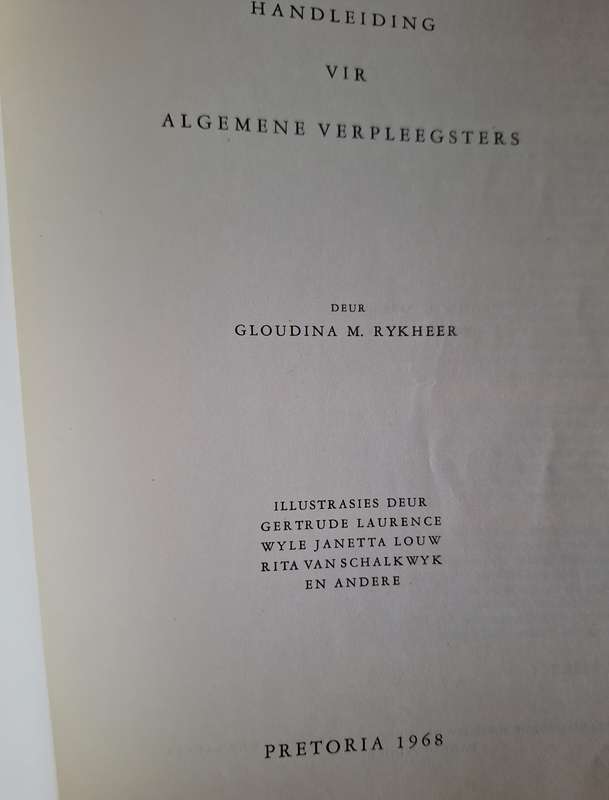 HANDLEIDING
VIR
ALGEMENE VERPLEEGSTERS
DEUR
GLOUDINA M. RYKHEER
ILLUSTRASIES DEUR
GERTRUDE LAURENCE
WYLE JANETTA LOUW
RITA VAN SCHALKWYK
EN ANDERE
PRETORIA 1968